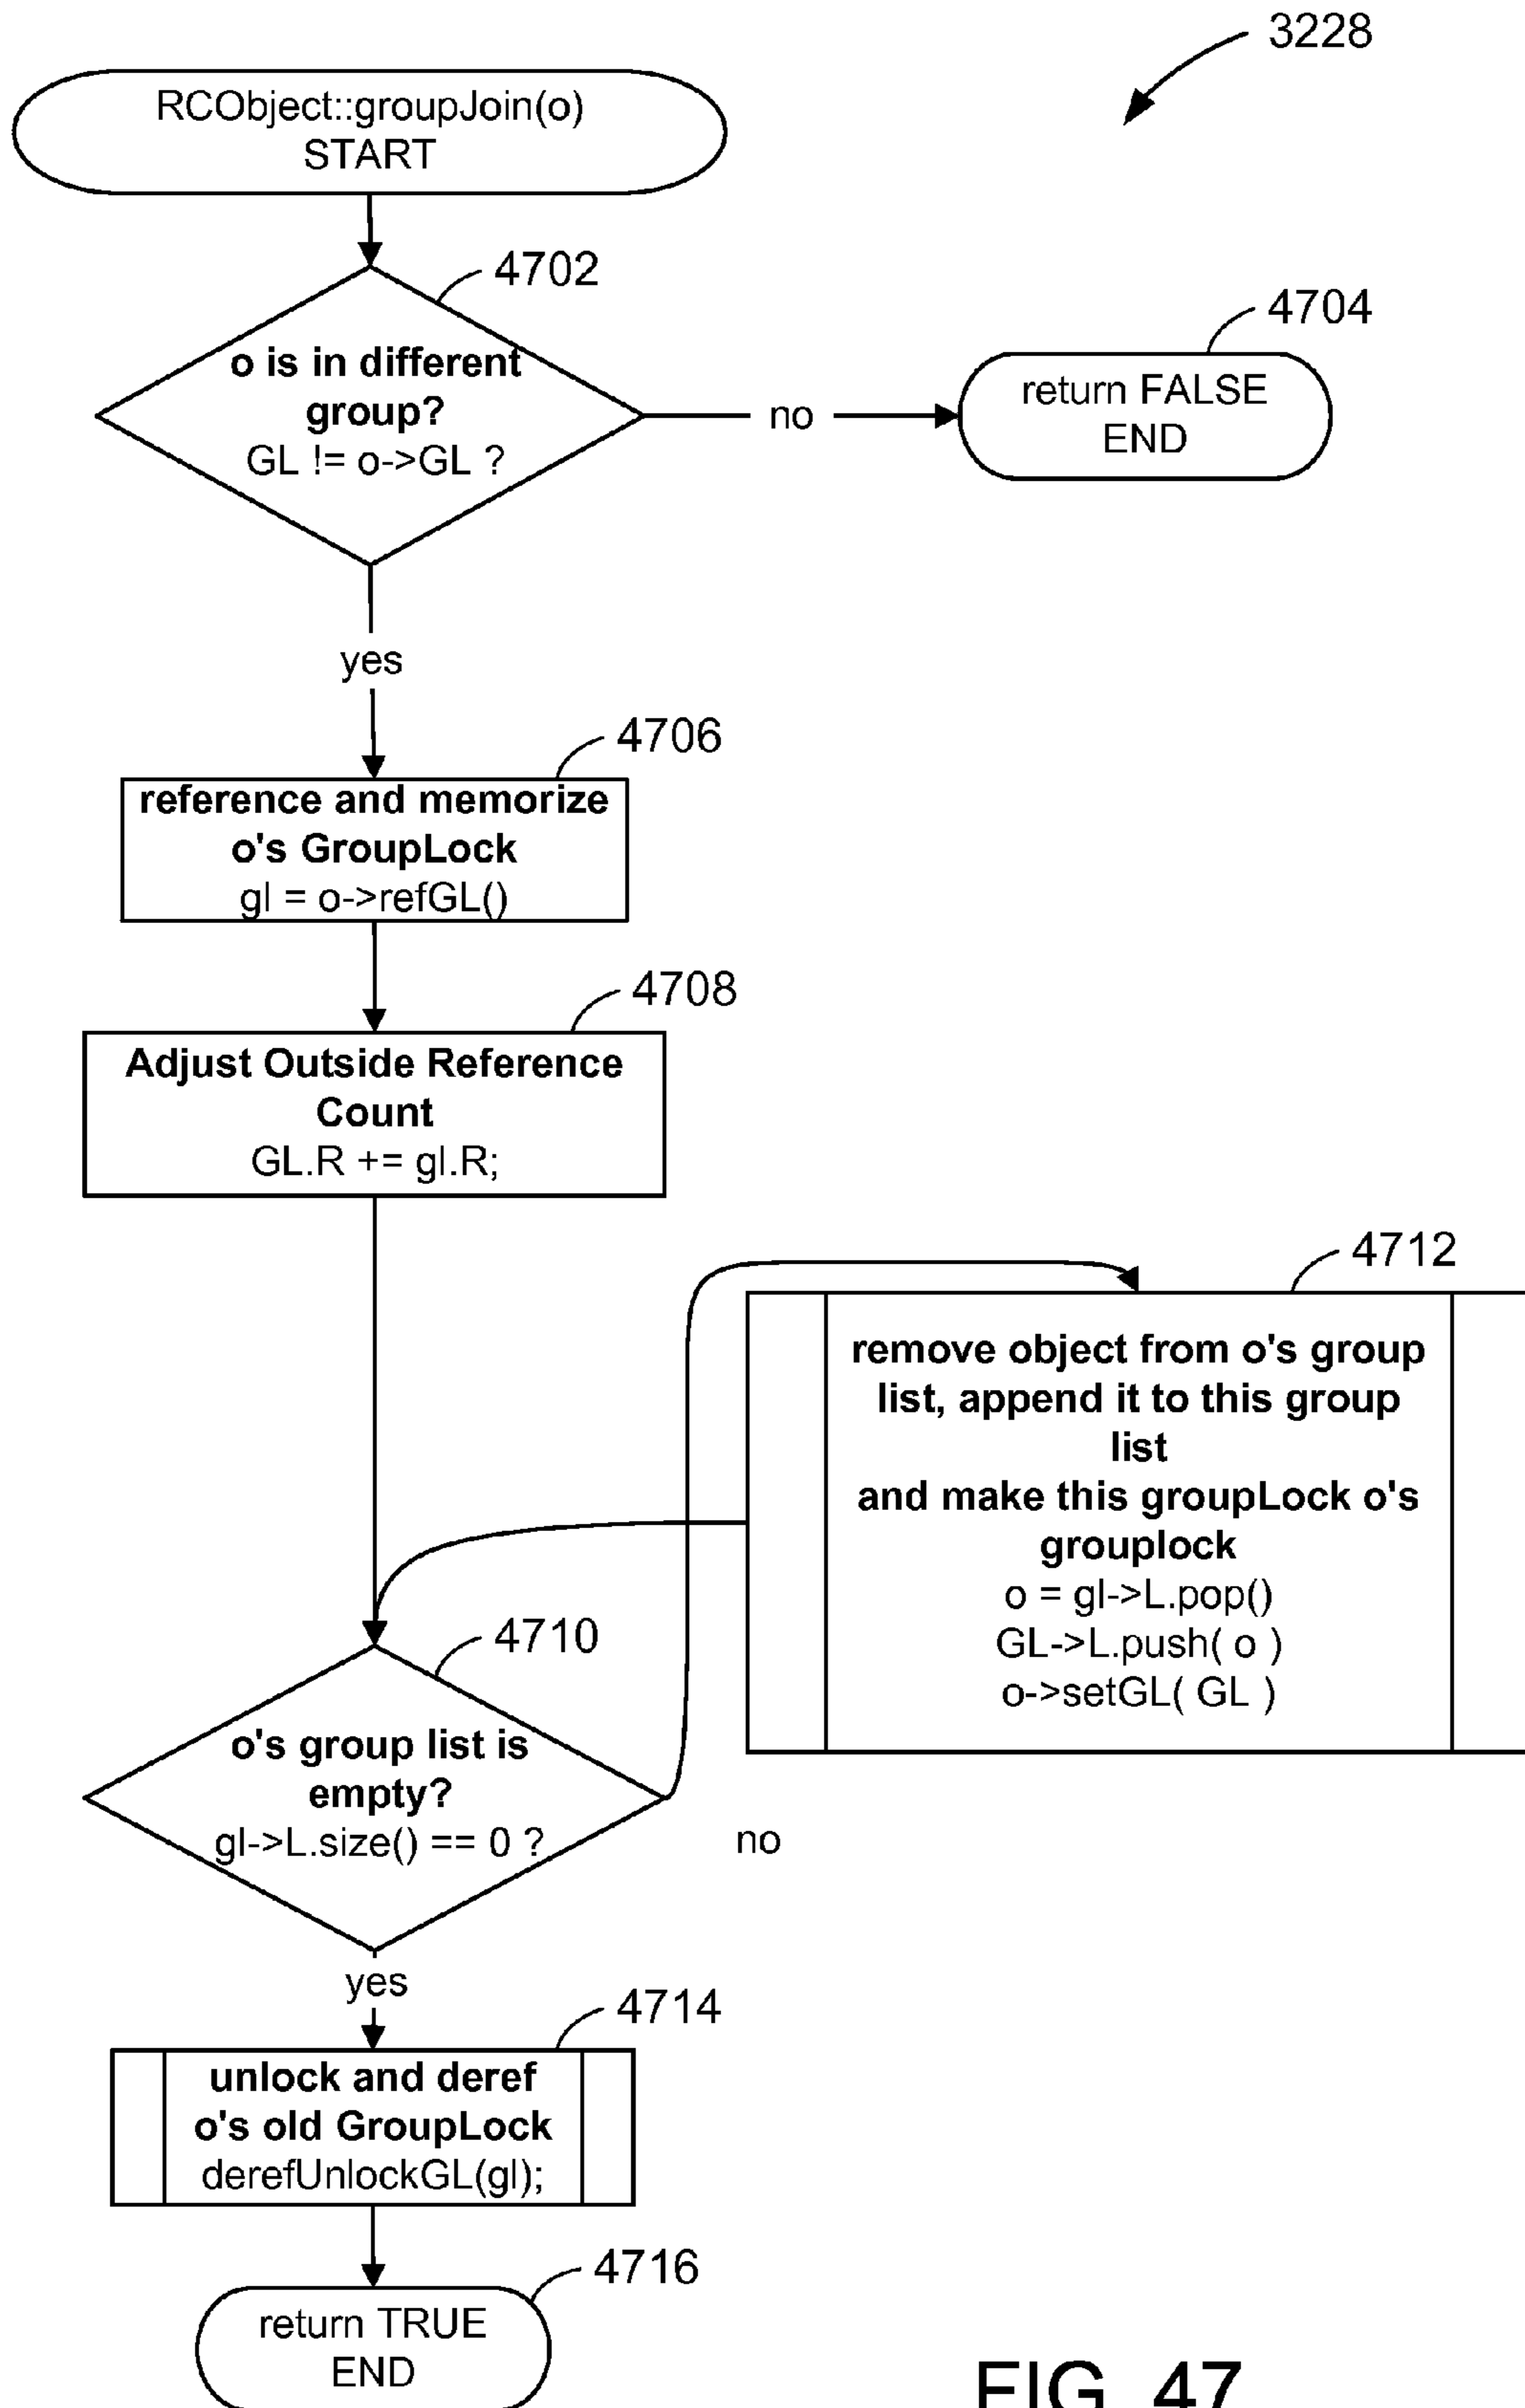 3228
RCObject::groupJoin(o)
START
4702
o is in different
group?
GL != o->GL ?
no
4704
return FALSE
END
yes
4706
reference and memorize
o's GroupLock
gl = o->refGL()
4708
Adjust Outside Reference
Count
GL.R += gl.R;
4712
remove object from o's group
list, append it to this group
list
and make this groupLock o's
grouplock
o = gl->L.pop()
GL->L.push( o )
o->setGL( GL )
4710
o's group list is
empty?
gl->L.size() == 0 ?
no
yes
4714
unlock and deref
o's old GroupLock
derefUnlockGL(gl);
4716
return TRUE
END
FIG. 47